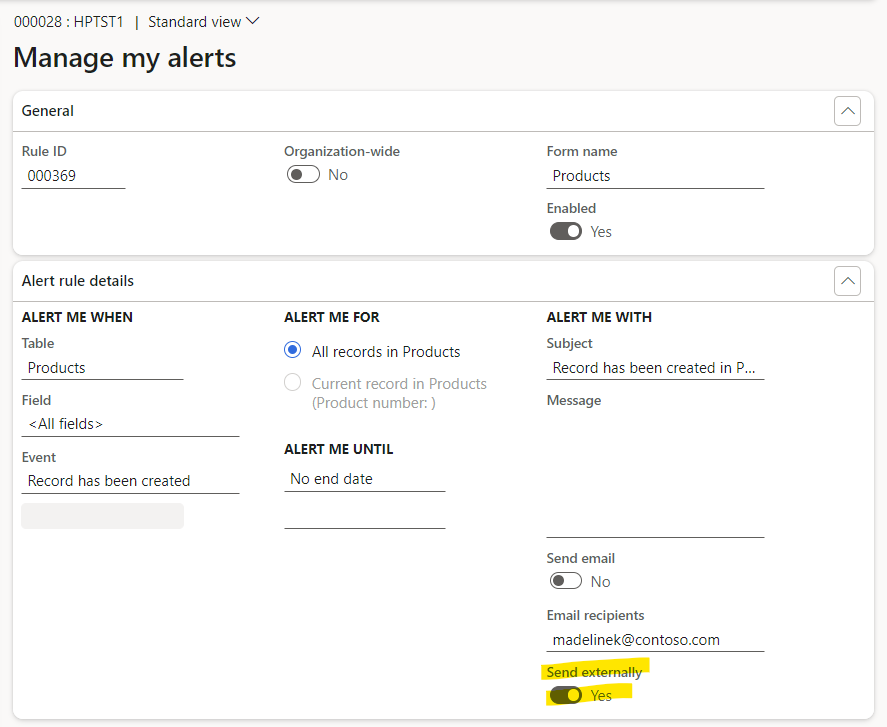 000028 : HPTST1 | Standard view
Manage my alerts
General
Rule ID
000369
Organization-wide
No
Form name
Products
Enabled
Yes
Alert rule details
ALERT ME WHEN
Table
Products
Field
<All fields>
Event
Record has been created
ALERT ME FOR
All records in Products
Current record in Products
(Product number: )
ALERT ME UNTIL
No end date
ALERT ME WITH
Subject
Record has been created in P...
Message
Send email
No
Email recipients
madelinek@contoso.com
Send externally
Yes